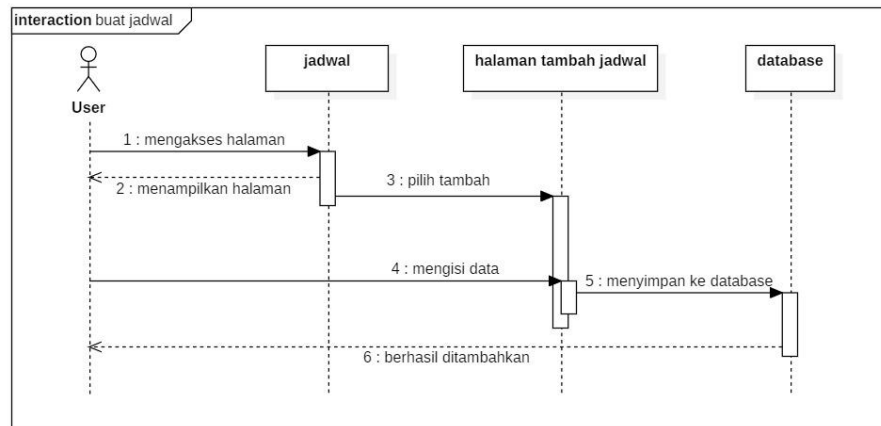 interaction buat jadwal
jadwal
halaman tambah jadwal
database
User
1 : mengakses halaman
2 : menampilkan halaman
3 : pilih tambah
4 : mengisi data
5 : menyimpan ke database
6 : berhasil ditambahkan